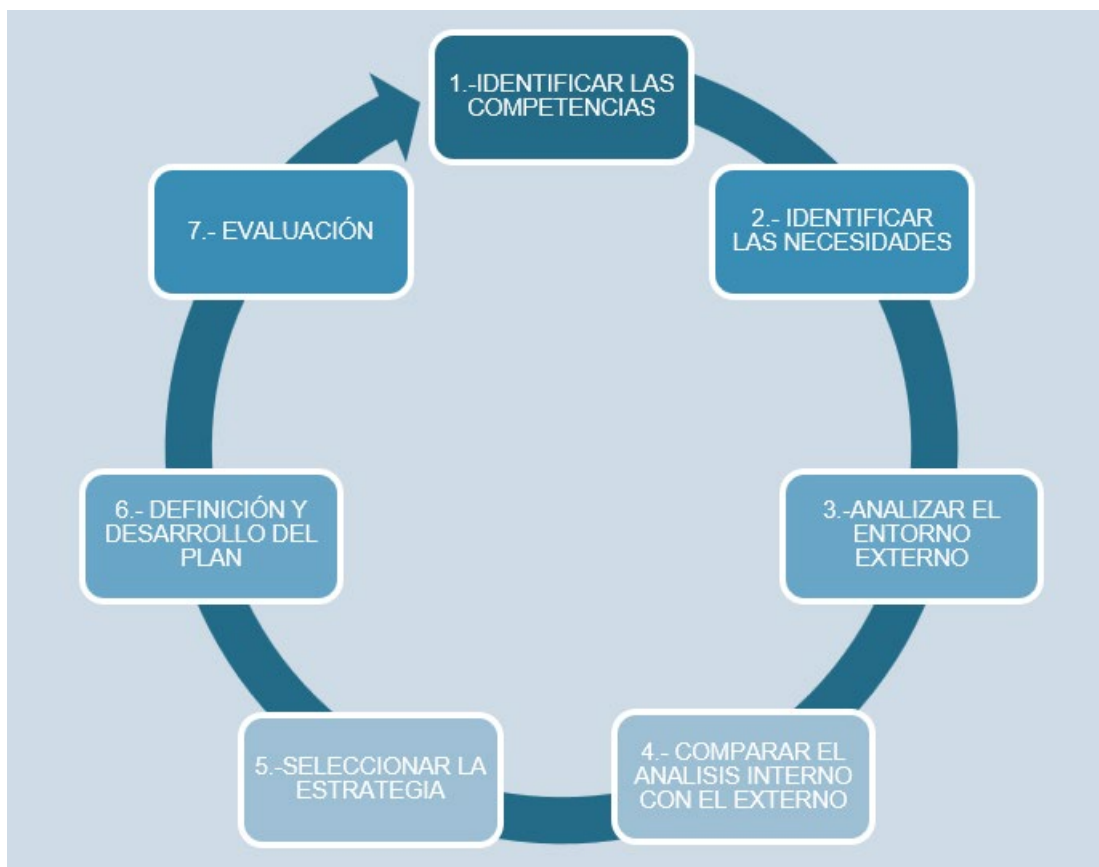 1.-IDENTIFICAR LAS
COMPETENCIAS
2.- IDENTIFICAR
LAS NECESIDADES
3.-ANALIZAR EL
ENTORNO
EXTERNO
4.- COMPARAR EL
ANALISIS INTERNO
CON EL EXTERNO
5.-SELECCIONAR LA
ESTRATEGIA
6.- DEFINICIÓN Y
DESARROLLO DEL
PLAN
7.- EVALUACIÓN